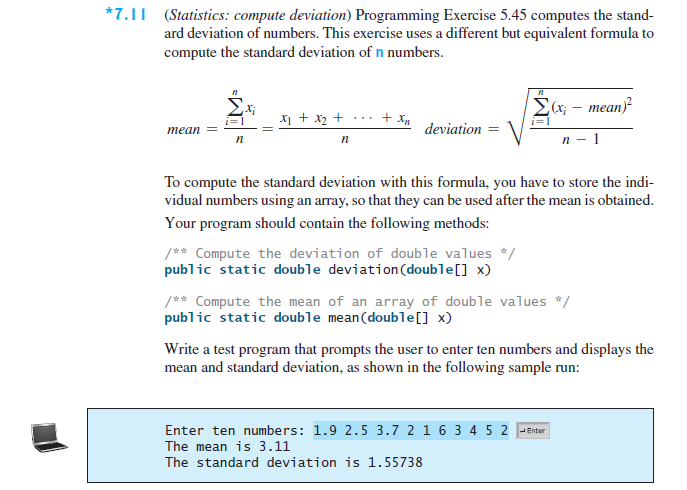 *7.11 (Statistics: compute deviation) Programming Exercise 5.45 computes the stand-
ard deviation of numbers. This exercise uses a different but equivalent formula to
compute the standard deviation of n numbers.
mean = \frac{\sum_{i=1}^{n} x_i}{n} = \frac{x_1 + x_2 + \cdots + x_n}{n} deviation = \sqrt{\frac{\sum_{i=1}^{n} (x_i - mean)^2}{n - 1}}
To compute the standard deviation with this formula, you have to store the indi-
vidual numbers using an array, so that they can be used after the mean is obtained.
Your program should contain the following methods:
/** Compute the deviation of double values */
public static double deviation(double[] x)
/** Compute the mean of an array of double values */
public static double mean(double[] x)
Write a test program that prompts the user to enter ten numbers and displays the
mean and standard deviation, as shown in the following sample run:
Enter ten numbers: 1.9 2.5 3.7 2 1 6 3 4 5 2 ↵Enter
The mean is 3.11
The standard deviation is 1.55738